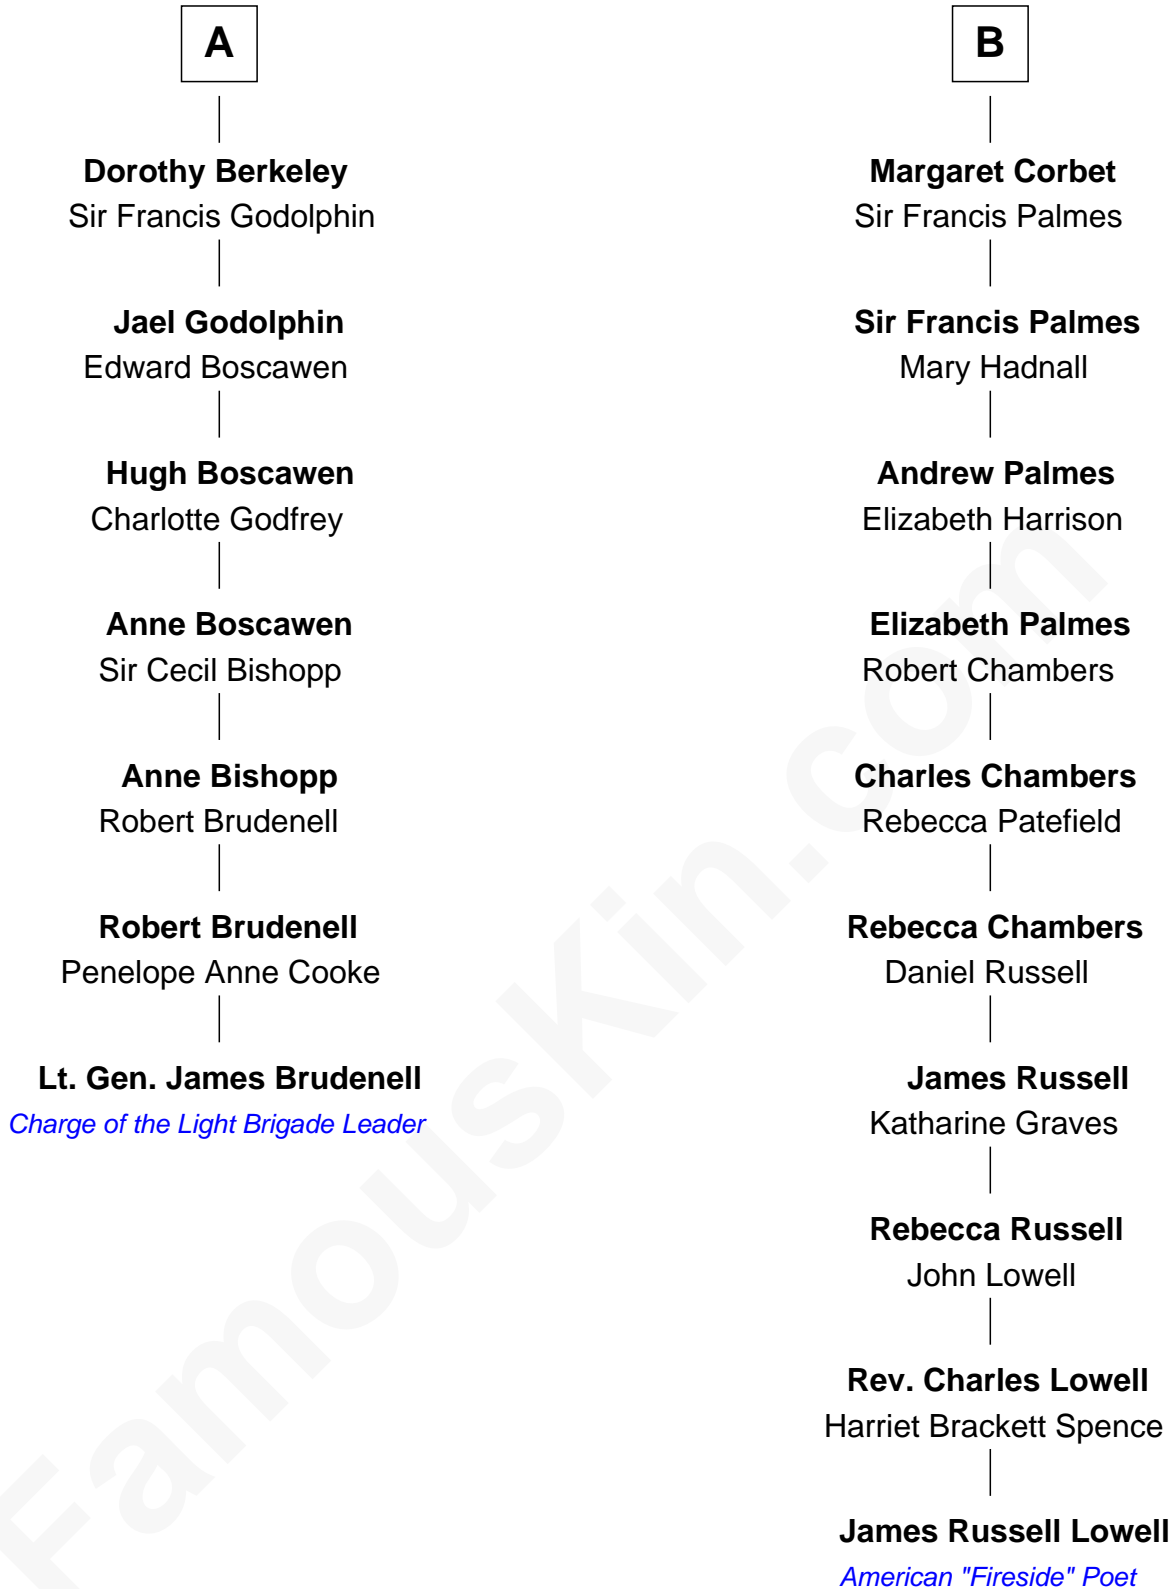 A
Dorothy Berkeley
Sir Francis Godolphin
Jael Godolphin
Edward Boscawen
Hugh Boscawen
Charlotte Godfrey
Anne Boscawen
Sir Cecil Bishopp
Anne Bishopp
Robert Brudenell
Robert Brudenell
Penelope Anne Cooke
Lt. Gen. James Brudenell
Charge of the Light Brigade Leader
B
Margaret Corbet
Sir Francis Palmes
Sir Francis Palmes
Mary Hadnall
Andrew Palmes
Elizabeth Harrison
Elizabeth Palmes
Robert Chambers
Charles Chambers
Rebecca Patefield
Rebecca Chambers
Daniel Russell
James Russell
Katharine Graves
Rebecca Russell
John Lowell
Rev. Charles Lowell
Harriet Brackett Spence
James Russell Lowell
American "Fireside" Poet
FamousKin.com